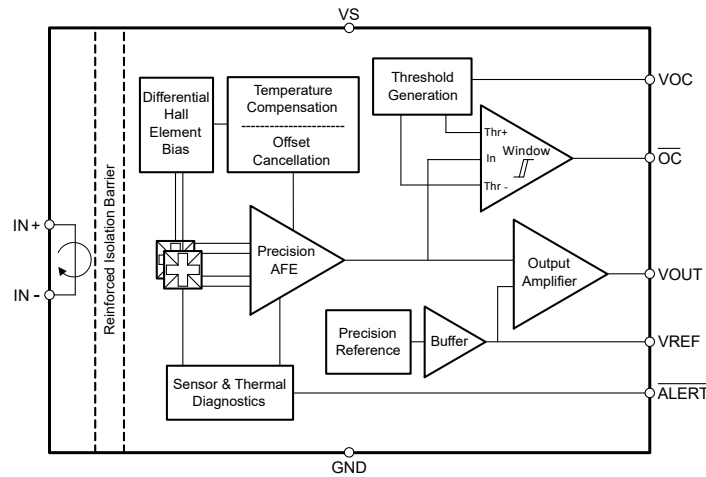 VS
Differential
Hall
Element
Bias
Temperature
Compensation
Offset
Cancellation
Threshold
Generation
VOC
Thr+
In
Window
Thr -
OC
Reinforced Isolation Barrier
IN+
IN-
Precision
AFE
Output
Amplifier
VOUT
Precision
Reference
Buffer
VREF
Sensor & Thermal
Diagnostics
ALERT
GND